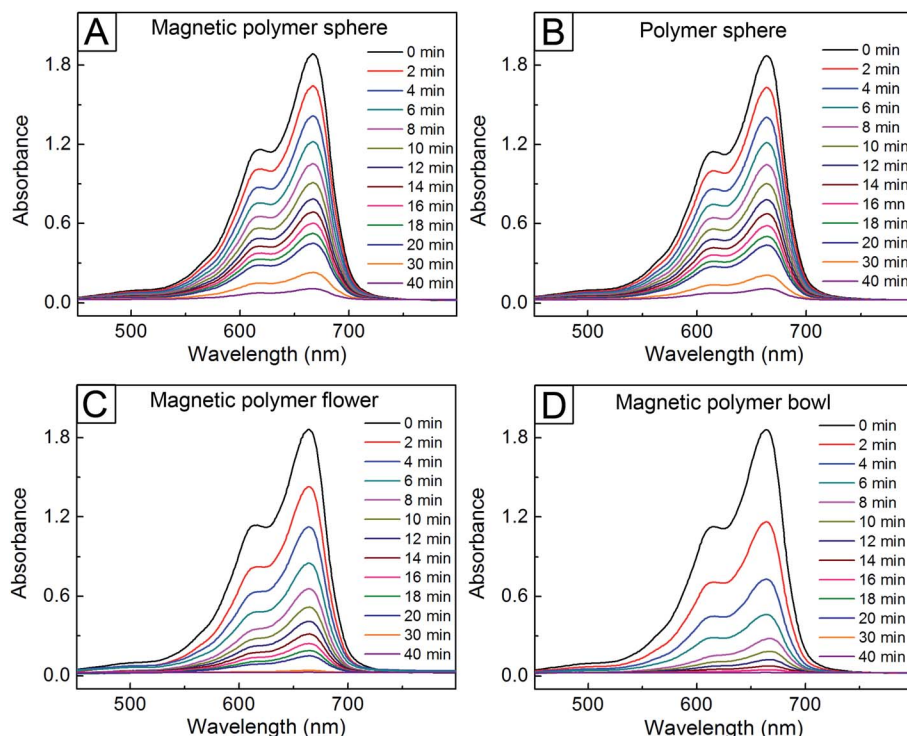 A
Magnetic polymer sphere
Absorbance
1.8
1.2
0.6
0.0
500
600
700
Wavelength (nm)
0 min
2 min
4 min
6 min
8 min
10 min
12 min
14 min
16 min
18 min
20 min
30 min
40 min
B
Polymer sphere
Absorbance
1.8
1.2
0.6
0.0
500
600
700
Wavelength (nm)
0 min
2 min
4 min
6 min
8 min
10 min
12 min
14 min
16 mn
18 min
20 min
30 min
40 min
C
Magnetic polymer flower
Absorbance
1.8
1.2
0.6
0.0
500
600
700
Wavelength (nm)
0 min
2 min
4 min
6 min
8 min
10 min
12 min
14 min
16 min
18 min
20 min
30 min
40 min
D
Magnetic polymer bowl
Absorbance
1.8
1.2
0.6
0.0
500
600
700
Wavelength (nm)
0 min
2 min
4 min
6 min
8 min
10 min
12 min
14 min
16 min
18 min
20 min
30 min
40 min